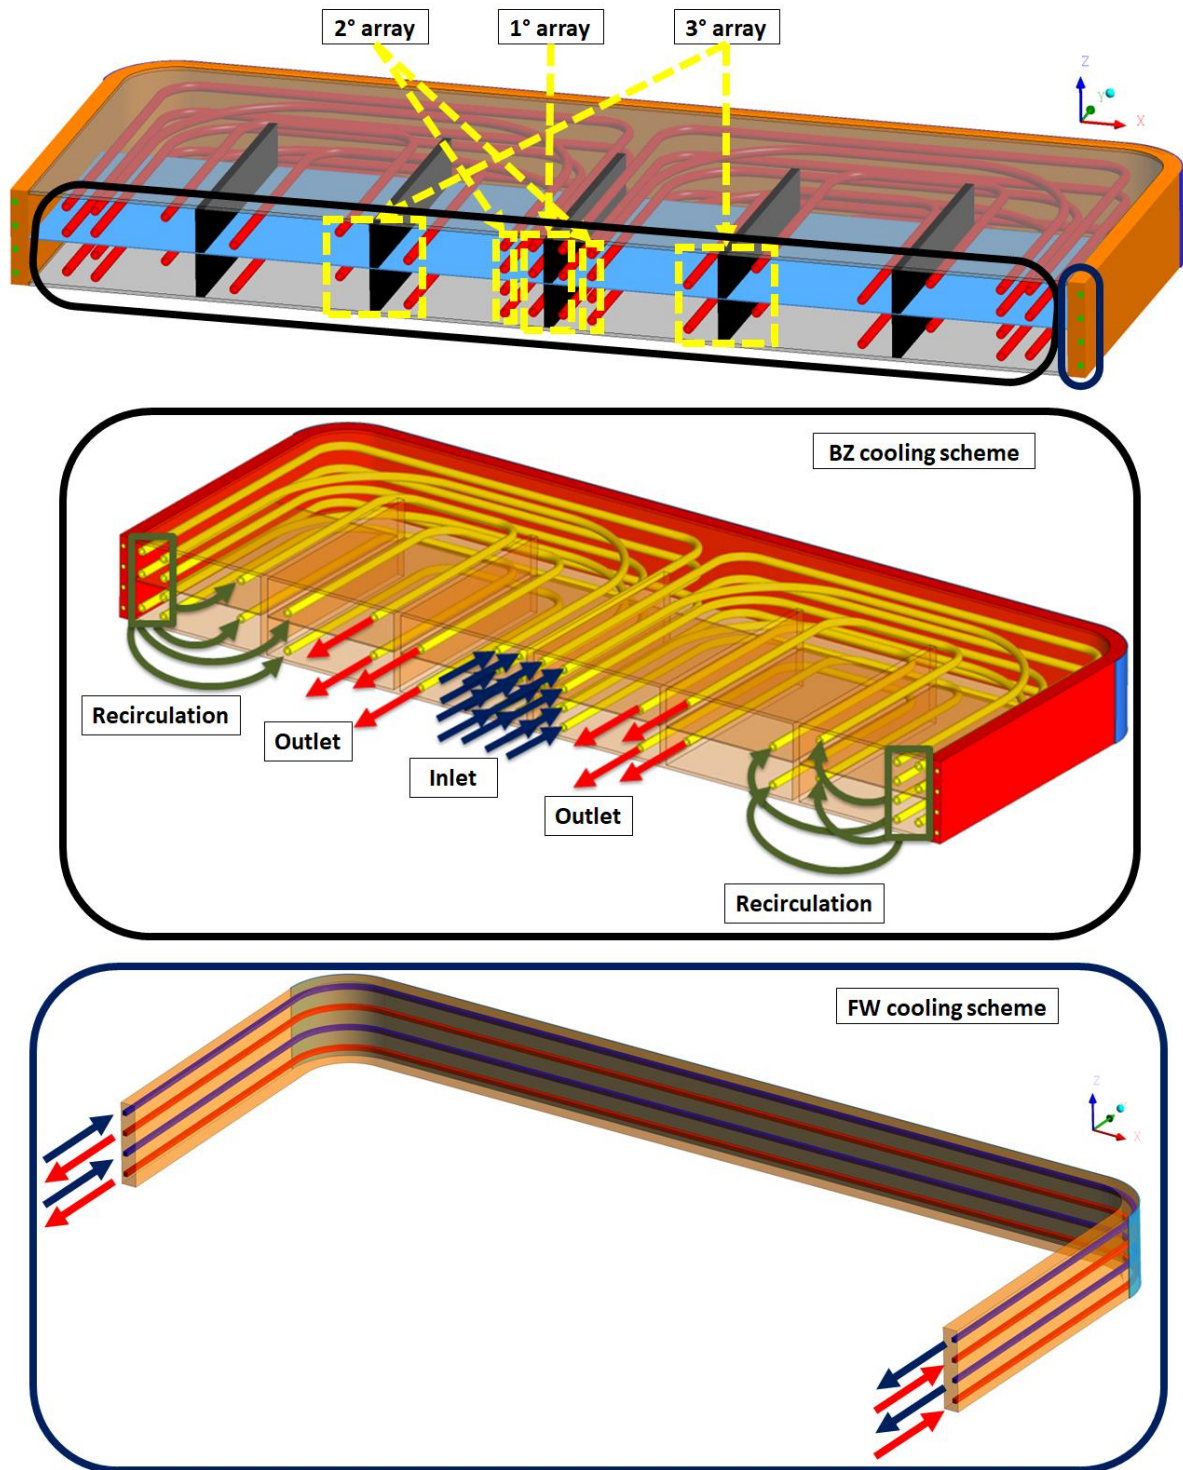 2° array
1° array
3° array
Z
Y
X
BZ cooling scheme
Recirculation
Outlet
Inlet
Outlet
Recirculation
FW cooling scheme
Z
X